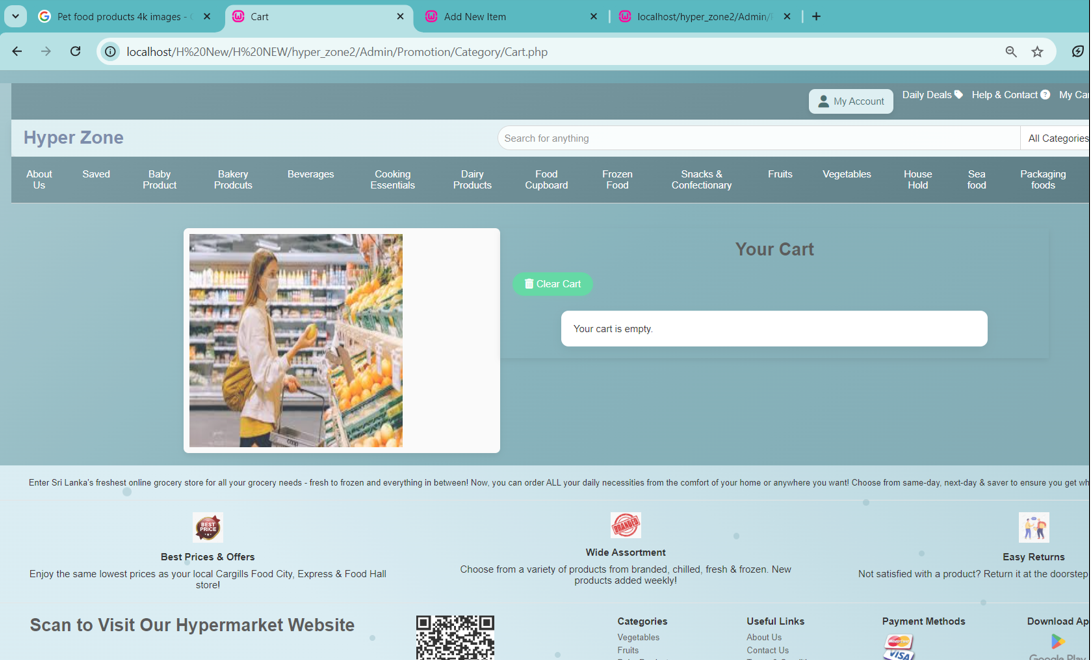 Pet food products 4k images -
Cart
Add New Item
localhost/hyper_zone2/Admin/
localhost/H%20New/H%20NEW/hyper_zone2/Admin/Promotion/Category/Cart.php
My Account
Daily Deals
Help & Contact
My
Hyper Zone
Search for anything
All Categories
About Us
Saved
Baby Product
Bakery Prodcuts
Beverages
Cooking Essentials
Dairy Products
Food Cupboard
Frozen Food
Snacks & Confectionary
Fruits
Vegetables
House Hold
Sea food
Packaging foods
Your Cart
Clear Cart
Your cart is empty.
Enter Sri Lanka's freshest online grocery store for all your grocery needs - fresh to frozen and everything in between! Now, you can order ALL your daily necessities from the comfort of your home or anywhere you want! Choose from same-day, next-day & saver to ensure you get
BEST PRICE
Best Prices & Offers
Enjoy the same lowest prices as your local Cargills Food City, Express & Food Hall
store!
BRANDED
Wide Assortment
Choose from a variety of products from branded, chilled, fresh & frozen. New
products added weekly!
Easy Returns
Not satisfied with a product? Return it at the doorstep
Scan to Visit Our Hypermarket Website
Categories
Vegetables
Fruits
Useful Links
About Us
Contact Us
Payment Methods
VISA
Download
Google Play